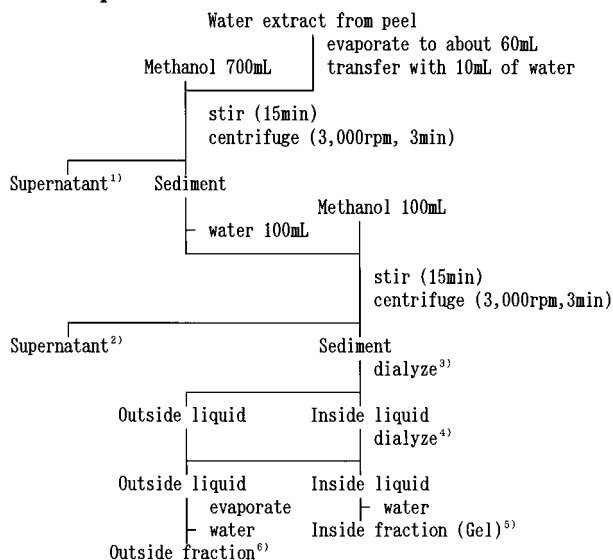 Water extract from peel
evaporate to about 60mL
Methanol 700mL
transfer with 10mL of water
stir (15min)
centrifuge (3,000rpm, 3min)
Supernatant¹⁾
Sediment
Methanol 100mL
water 100mL
stir (15min)
centrifuge (3,000rpm,3min)
Supernatant²⁾
Sediment
dialyze³⁾
Outside liquid
Inside liquid
dialyze⁴⁾
Outside liquid
Inside liquid
evaporate
water
water
Inside fraction (Gel)⁵⁾
Outside fraction⁶⁾